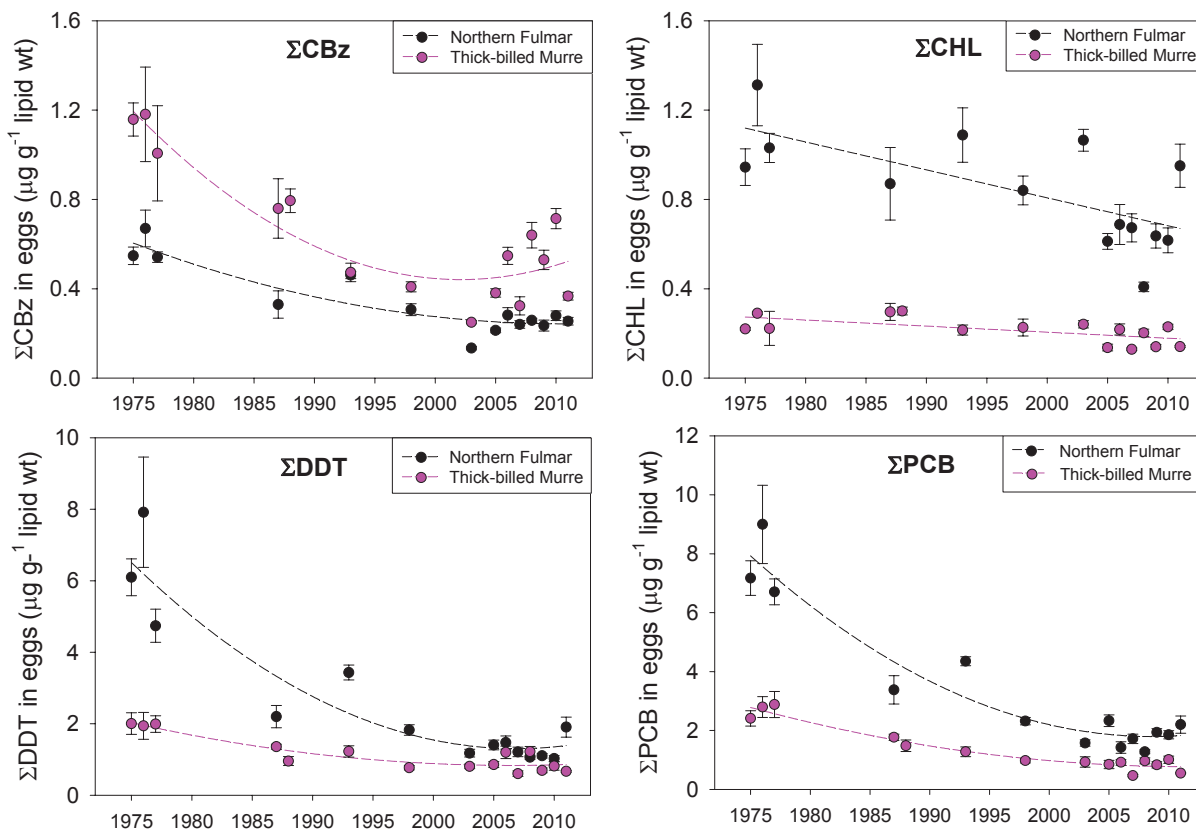 ΣCBz
Northern Fulmar
Thick-billed Murre
ΣCBz in eggs (μg g⁻¹ lipid wt)
1.6
1.2
0.8
0.4
0.0
1975 1980 1985 1990 1995 2000 2005 2010
ΣCHL
Northern Fulmar
Thick-billed Murre
ΣCHL in eggs (μg g⁻¹ lipid wt)
1.6
1.2
0.8
0.4
0.0
1975 1980 1985 1990 1995 2000 2005 2010
ΣDDT
Northern Fulmar
Thick-billed Murre
ΣDDT in eggs (μg g-¹ lipid wt)
10
8
6
4
2
0
1975 1980 1985 1990 1995 2000 2005 2010
ΣPCB
Northern Fulmar
Thick-billed Murre
ΣPCB in eggs (μg g⁻¹ lipid wt)
12
10
8
6
4
2
0
1975 1980 1985 1990 1995 2000 2005 2010